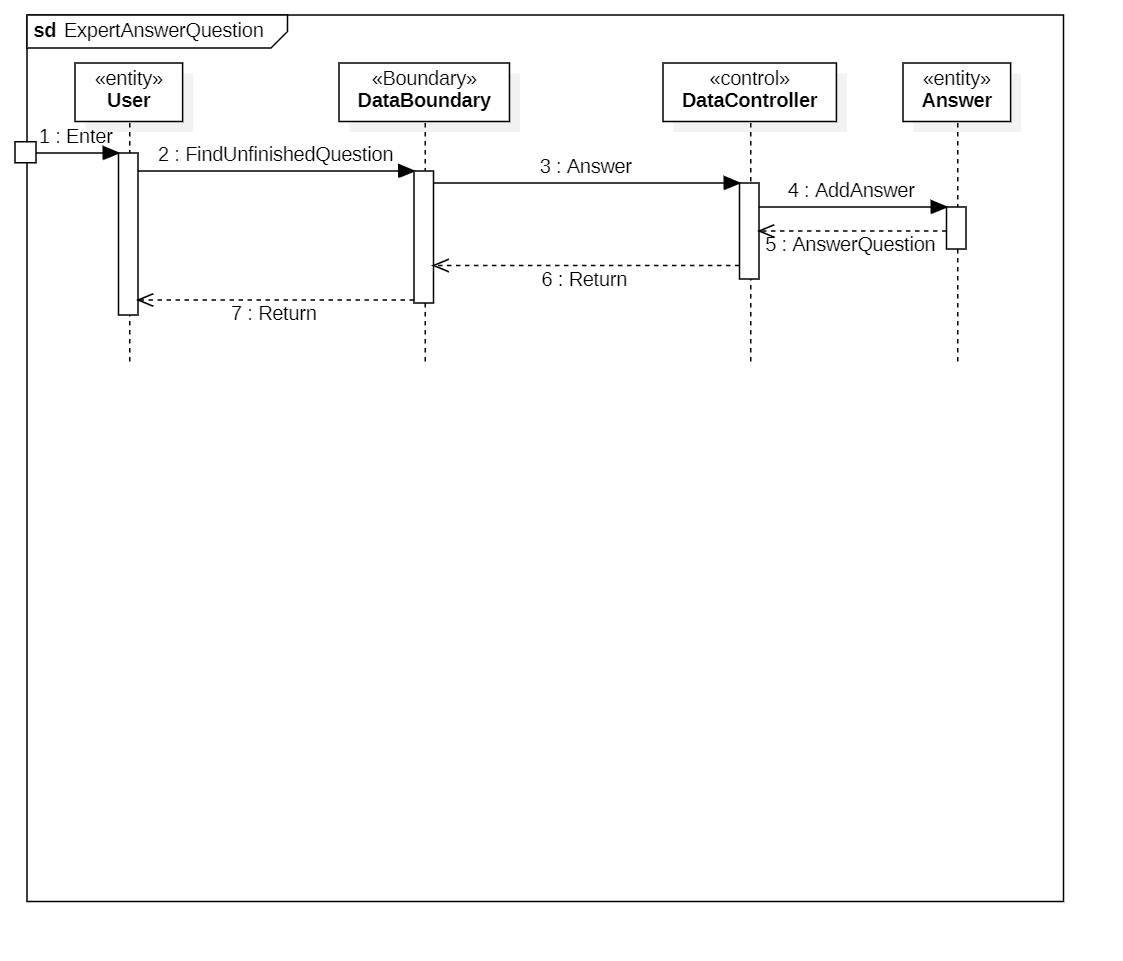 sd ExpertAnswerQuestion
«entity»
User
«Boundary»
DataBoundary
«control»
DataController
«entity»
Answer
1 : Enter
2 : FindUnfinishedQuestion
3 : Answer
4 : AddAnswer
5 : AnswerQuestion
6 : Return
7 : Return